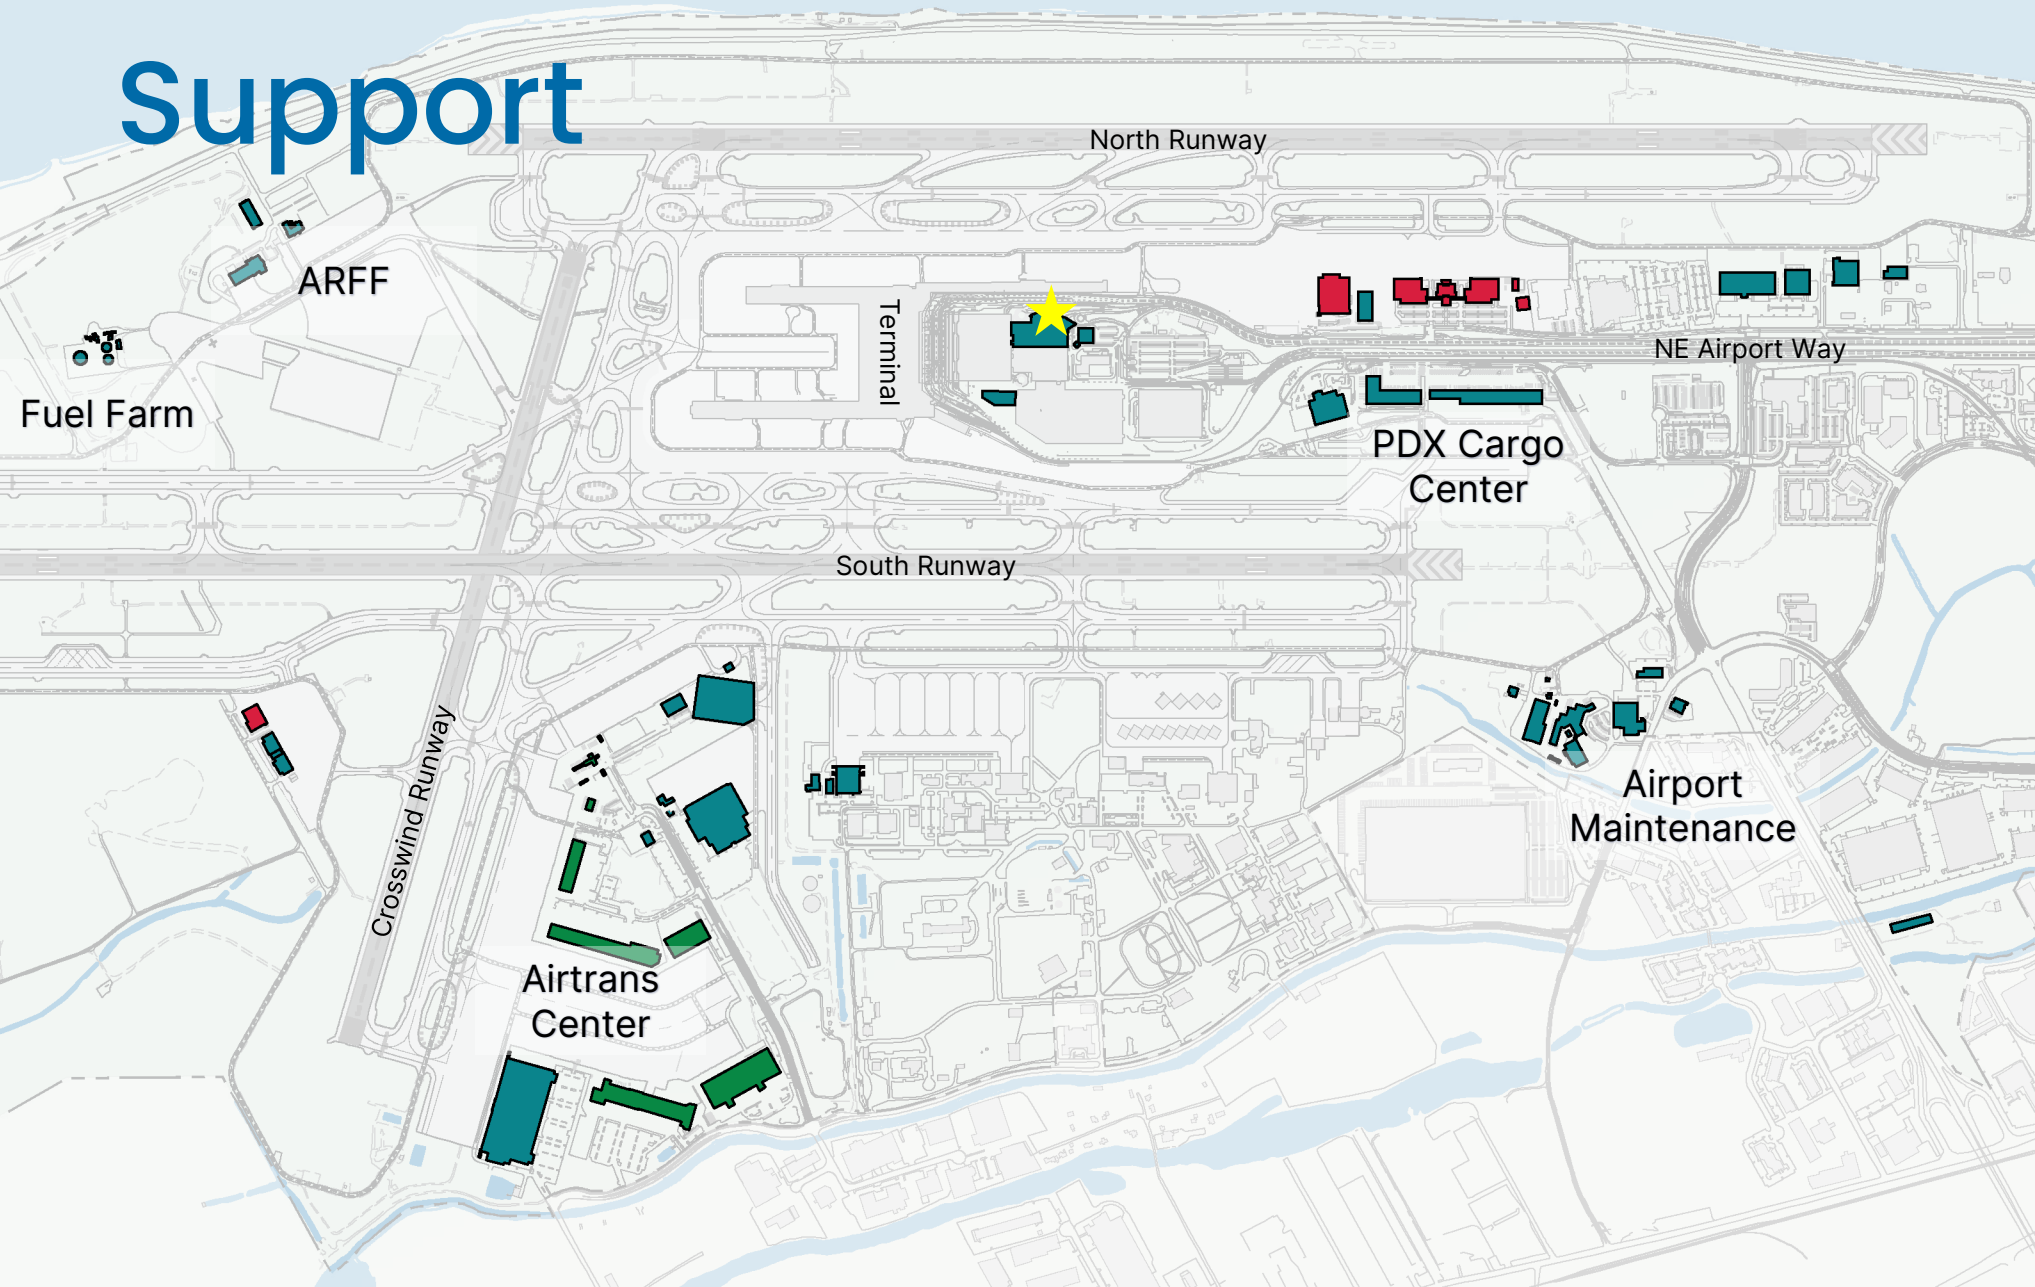 Support
North Runway
ARFF
Terminal
NE Airport Way
Fuel Farm
PDX Cargo
Center
South Runway
Crosswind Runway
Airport
Maintenance
Airtrans
Center